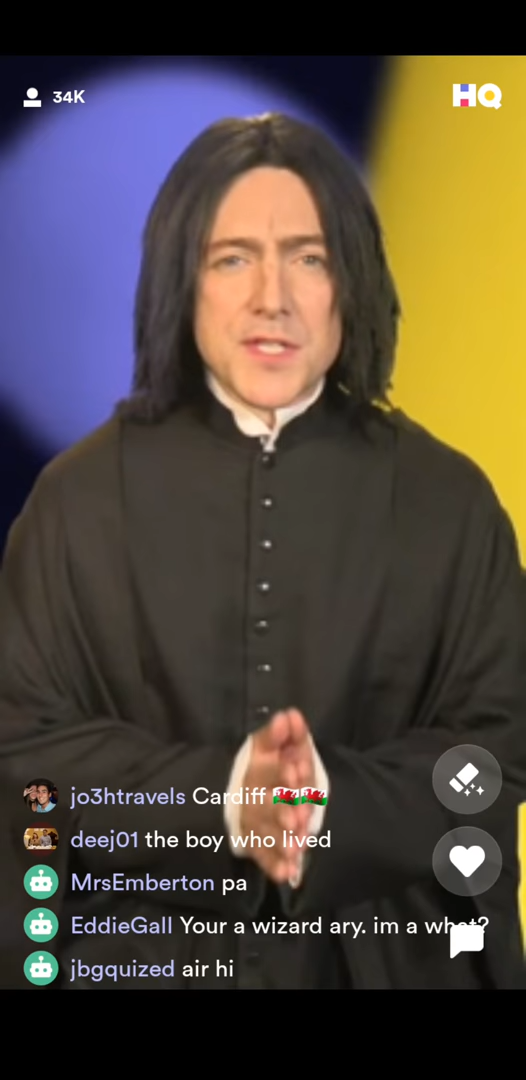 34K
HQ
jo3htravels Cardiff 🏴󠁧󠁢󠁷󠁬󠁳󠁿🏴󠁧󠁢󠁷󠁬󠁳󠁿
deej01 the boy who lived
MrsEmberton pa
EddieGall Your a wizard ary. im a what?
jbgquized air hi